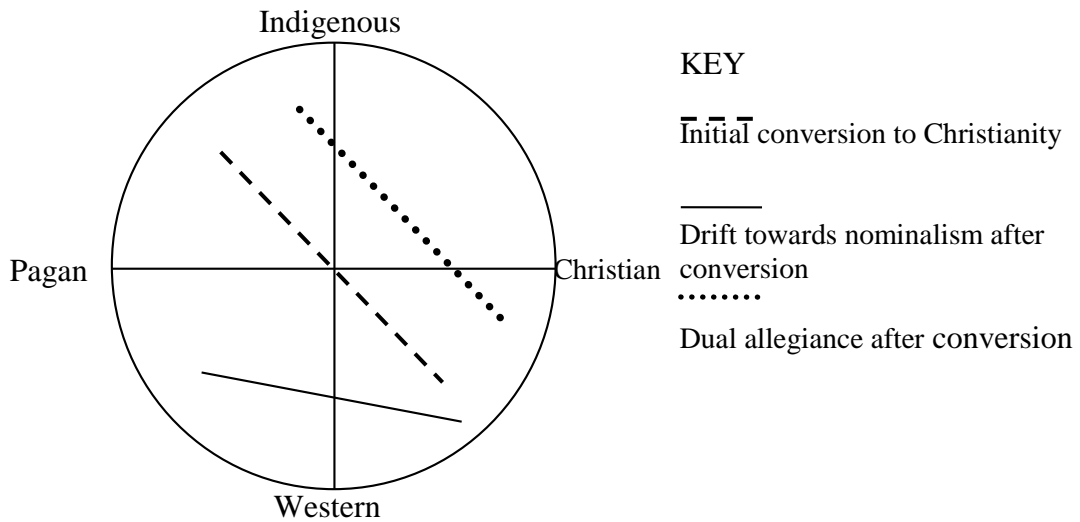 Indigenous
KEY
Initial conversion to Christianity
Drift towards nominalism after
Pagan
Christian
conversion
Dual allegiance after conversion
Western